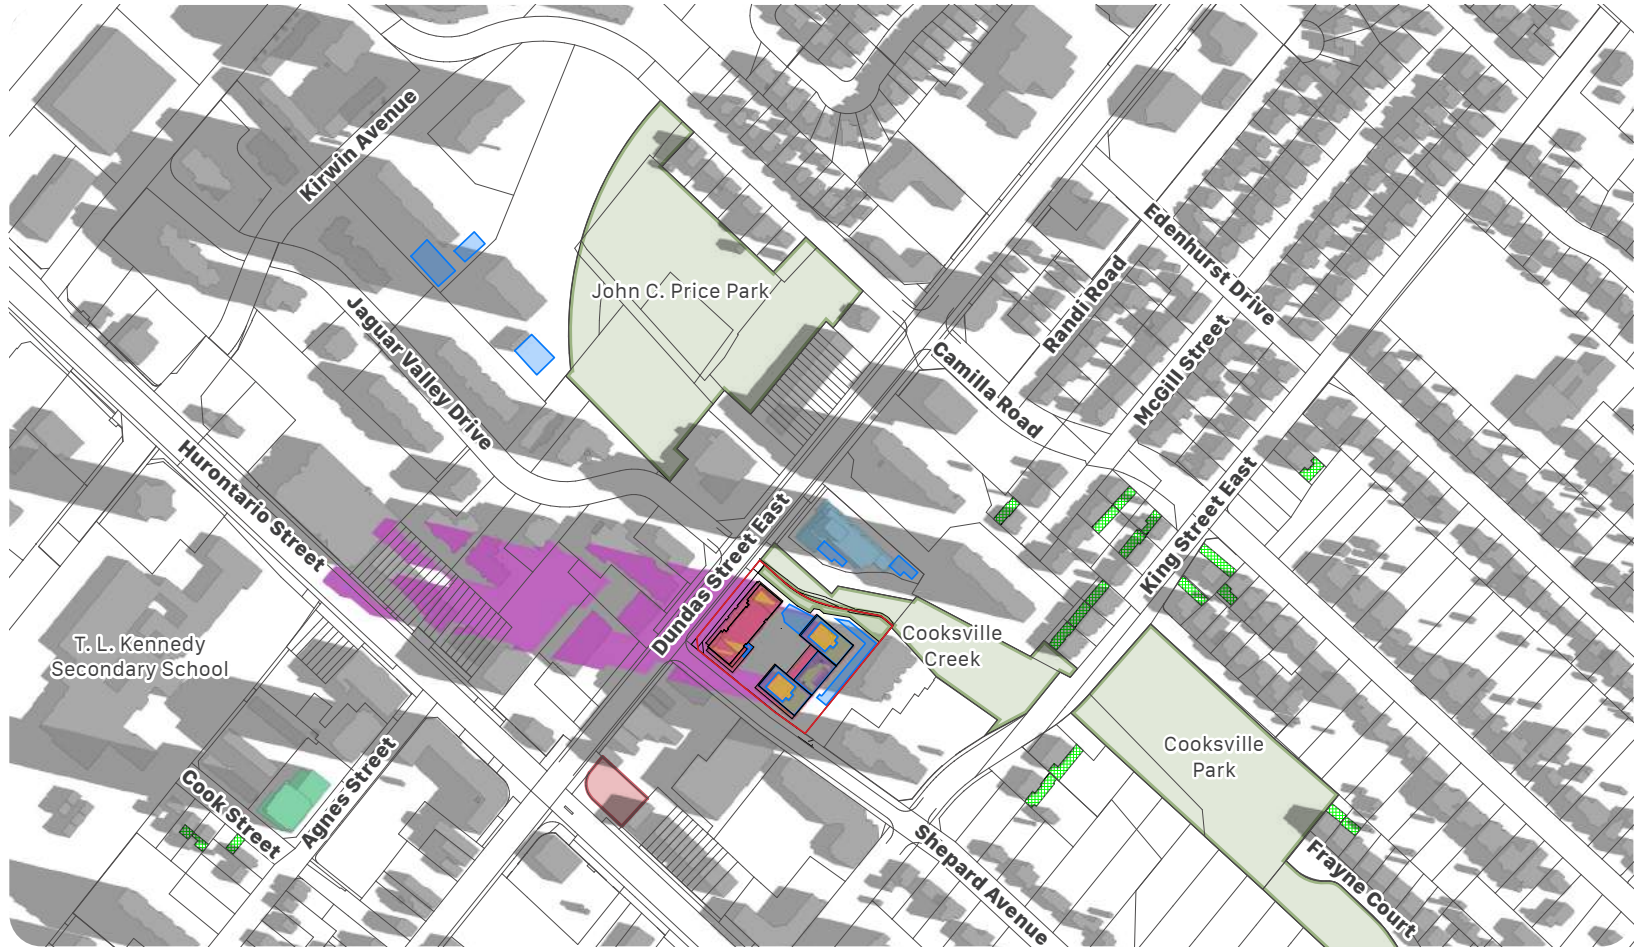 Kirwin Avenue
Edenhurst Drive
John C. Price Park
Randi Road
Jaguar Valley Drive
McGill Street
Camilla Road
Hurontario Street
King Street East
Dundas Street East
T. L. Kennedy
Secondary School
Cooksville
Creek
Cooksville
Park
Cook Street
Agnes Street
Shepard Avenue
Frayne Court